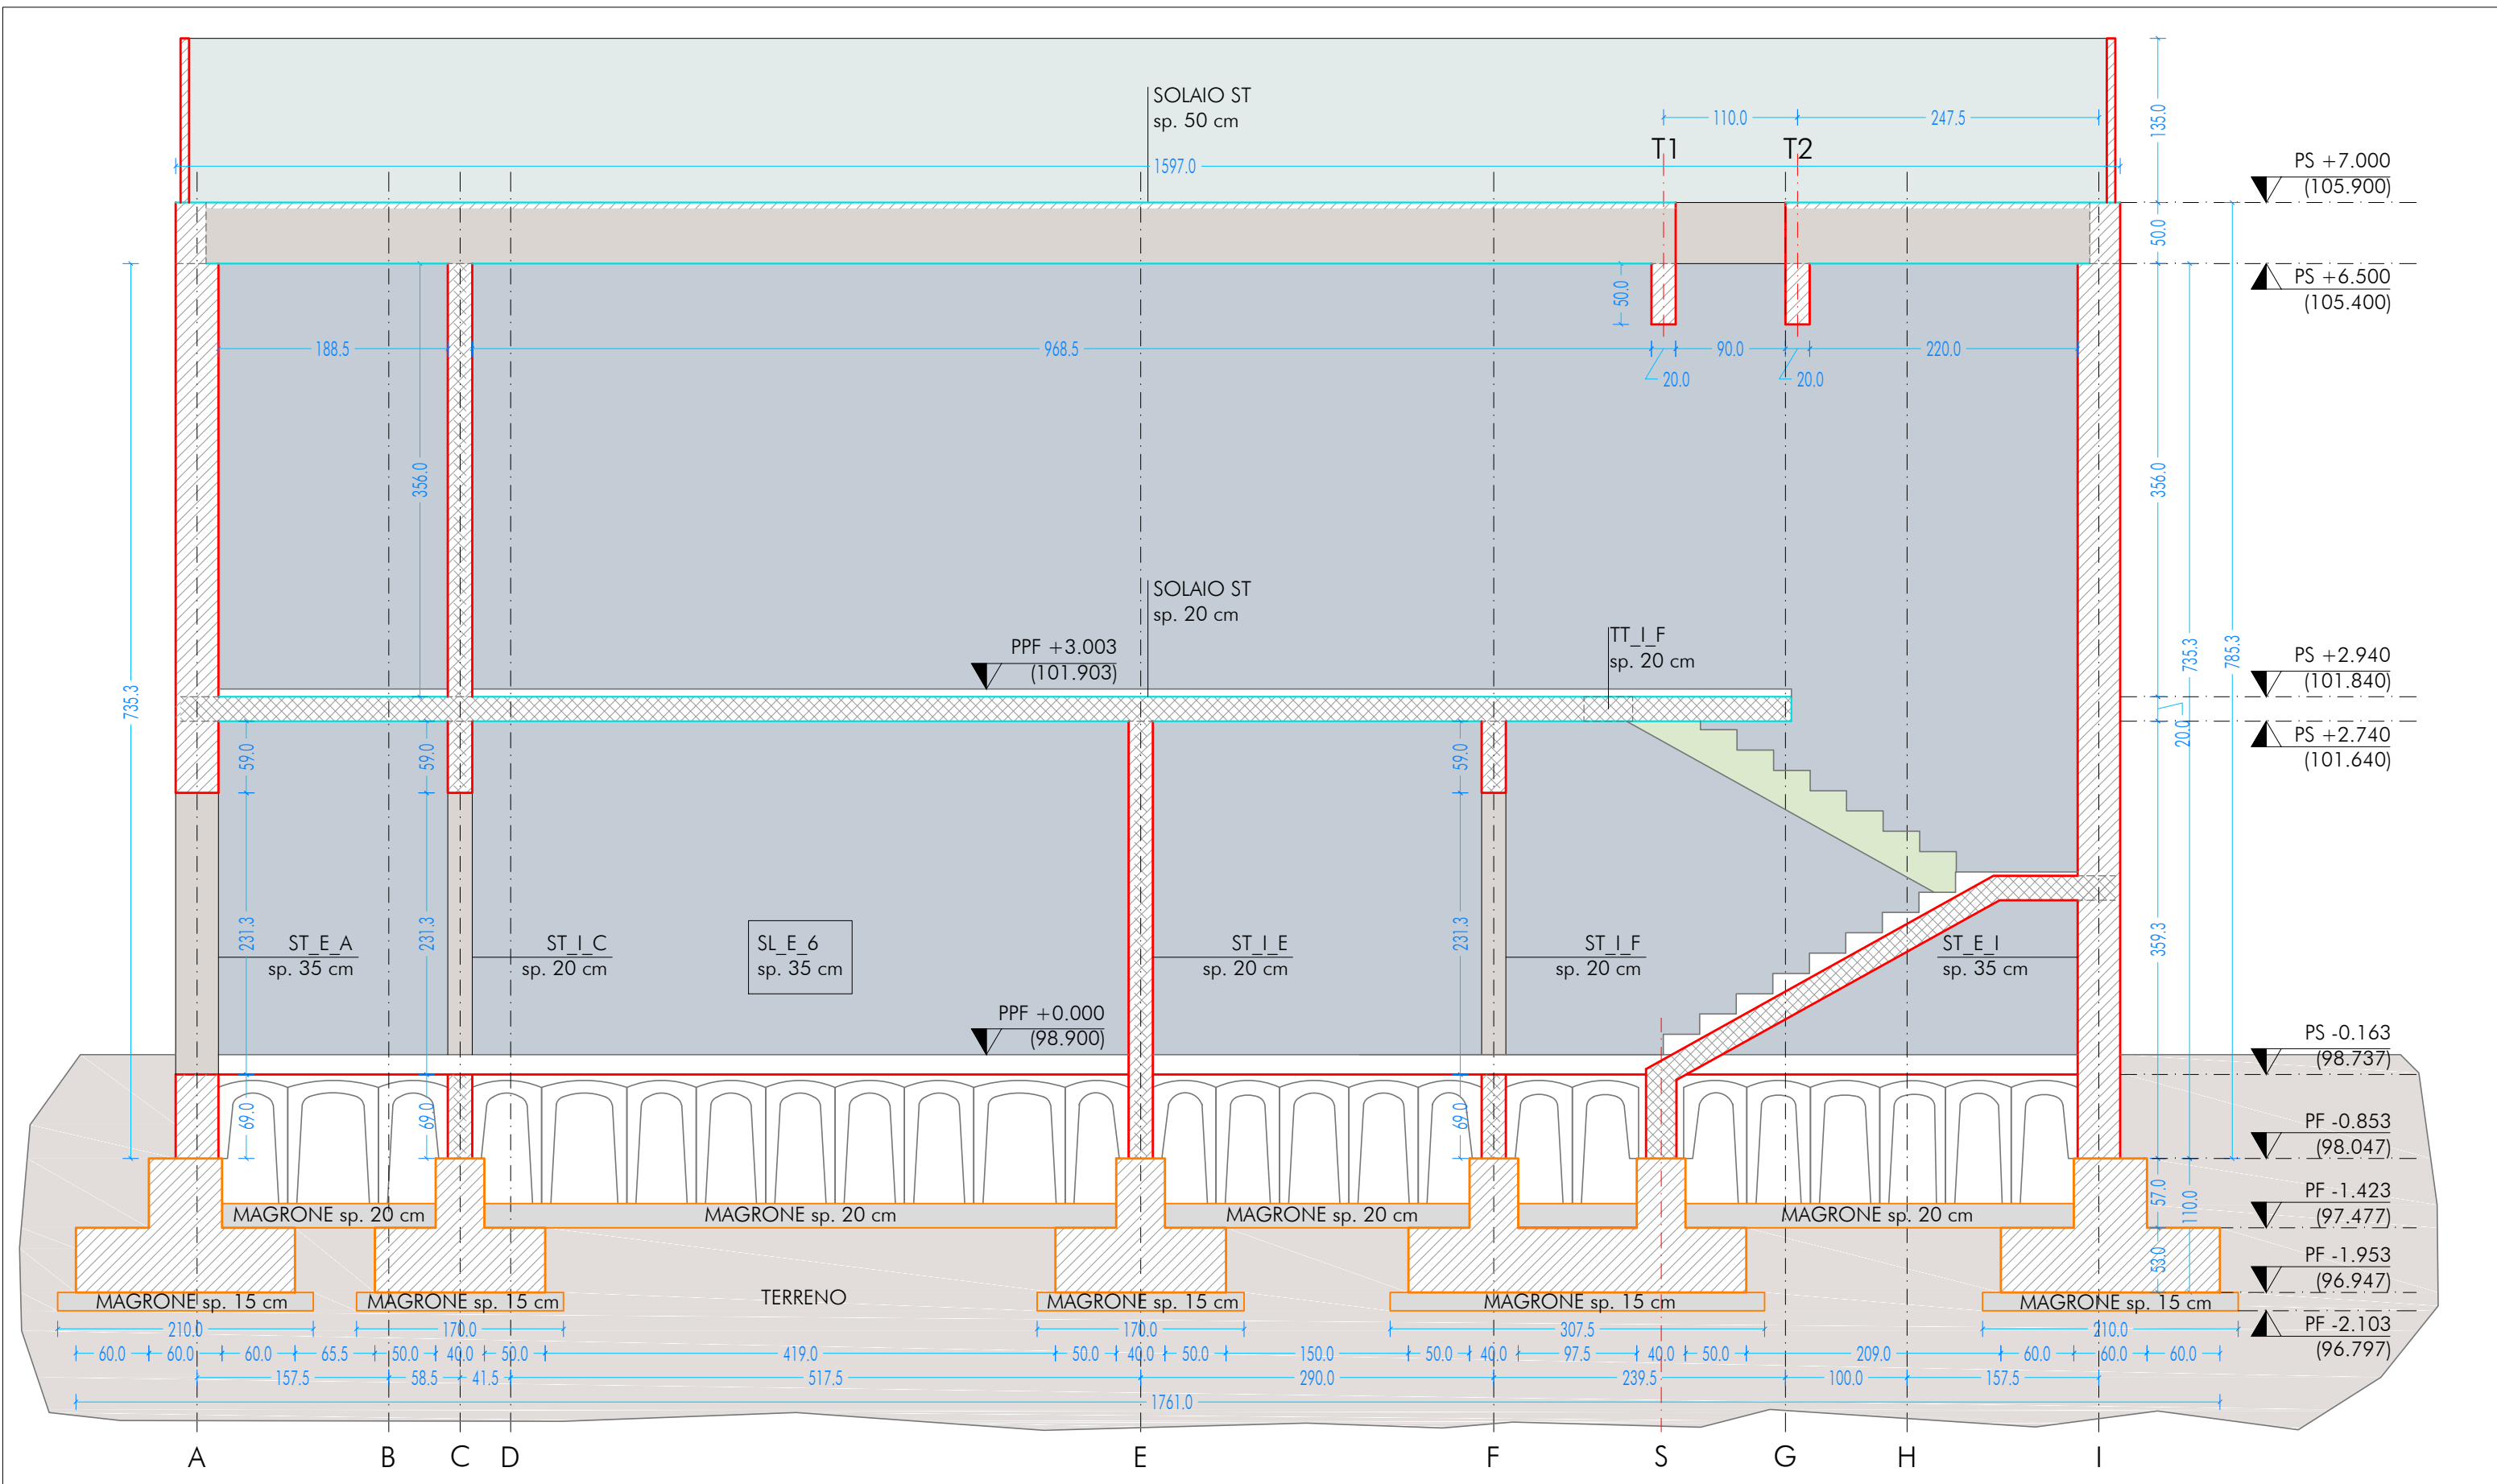 SOLAIO ST
sp. 50 cm
110.0
247.5
135.0
T1
T2
1597.0
PS +7.000
(105.900)
50.0
PS +6.500
(105.400)
50.0
188.5
968.5
90.0
220.0
20.0
20.0
356.0
356.0
SOLAIO ST
sp. 20 cm
PPF +3.003
(101.903)
TT_I_F
sp. 20 cm
735.3
735.3
785.3
PS +2.940
(101.840)
20.0
PS +2.740
(101.640)
59.0
59.0
59.0
231.3
231.3
231.3
359.3
ST_E_A
sp. 35 cm
ST_I_C
sp. 20 cm
SL_E_6
sp. 35 cm
ST_I_E
sp. 20 cm
ST_I_F
sp. 20 cm
ST_E_I
sp. 35 cm
PPF +0.000
(98.900)
PS -0.163
(98.737)
69.0
69.0
69.0
PF -0.853
(98.047)
57.0
110.0
PF -1.423
(97.477)
MAGRONE sp. 20 cm
MAGRONE sp. 20 cm
MAGRONE sp. 20 cm
MAGRONE sp. 20 cm
53.0
PF -1.953
(96.947)
TERRENO
MAGRONE sp. 15 cm
MAGRONE sp. 15 cm
MAGRONE sp. 15 cm
MAGRONE sp. 15 cm
MAGRONE sp. 15 cm
PF -2.103
(96.797)
210.0
170.0
170.0
307.5
210.0
60.0
60.0
60.0
65.5
50.0
40.0
50.0
419.0
50.0
40.0
50.0
150.0
50.0
40.0
97.5
40.0
50.0
209.0
60.0
60.0
60.0
157.5
58.5
41.5
517.5
290.0
239.5
100.0
157.5
1761.0
A
B
C
D
E
F
S
G
H
I